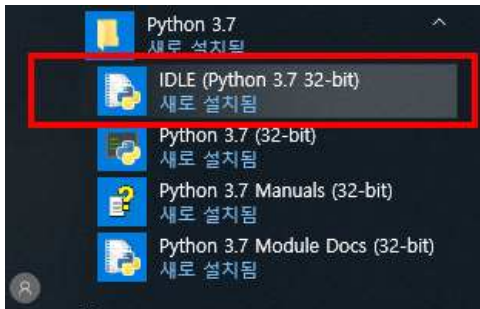 Python 3.7
새로 설치됨
IDLE (Python 3.7 32-bit)
새로 설치됨
Python 3.7 (32-bit)
새로 설치됨
Python 3.7 Manuals (32-bit)
새로 설치됨
Python 3.7 Module Docs (32-bit)
새로 설치됨